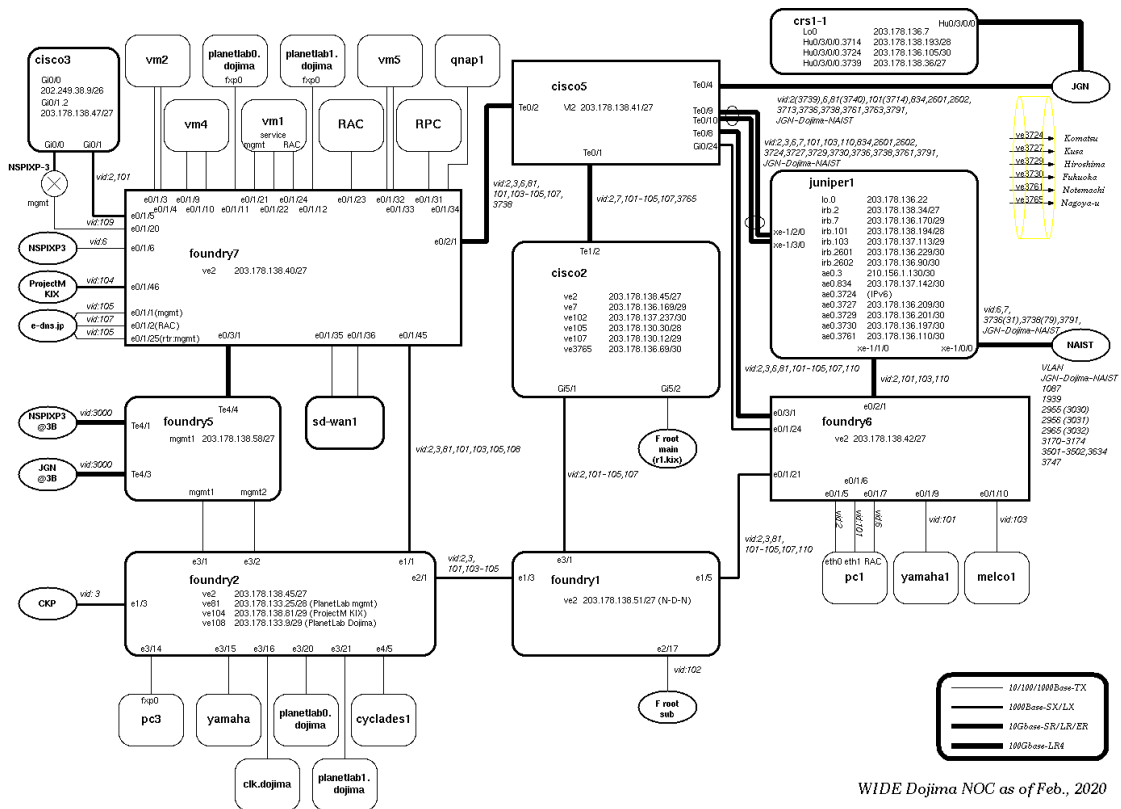 cisco3
Gi0/0
202.249.38.9/26
Gi0/1.2
203.178.138.47/27
Gi0/0
Gi0/1
NSPIXP-3
mgmt
vid:2,101
vid:109
vm2
planetlab0.
dojima
fxp0
planetlab1.
dojima
fxp0
vm5
qnap1
vm4
vm1
service
mgmt
RAC
RAC
RPC
e0/1/3
e0/1/9
e0/1/21
e0/1/24
e0/1/32
e0/1/31
e0/1/4
e0/1/10
e0/1/11
e0/1/22
e0/1/12
e0/1/23
e0/1/33
e0/1/34
e0/1/5
e0/1/20
e0/1/6
e0/1/46
e0/1/1(mgmt)
e0/1/2(RAC)
e0/1/25(rtr:mgmt)
e0/2/1
foundry7
ve2 203.178.138.40/27
e0/3/1
e0/1/35
e0/1/36
e0/1/45
NSPIXP3
vid:6
ProjectM
KIX
vid:104
e-dns.jp
vid:105
vid:107
vid:105
cisco5
Vl2 203.178.138.41/27
Te0/2
Te0/4
Te0/9
Te0/10
Te0/8
Gi0/24
Te0/1
crs1-1
Hu0/3/0/0
Lo0 203.178.136.7
Hu0/3/0/0.3714 203.178.138.193/28
Hu0/3/0/0.3724 203.178.136.105/30
Hu0/3/0/0.3739 203.178.138.36/27
JGN
vid:2(3739),6,81(3740),101(3714),834,2601,2602,
3713,3736,3738,3761,3763,3791,
JGN-Dojima-NAIST
vid:2,3,6,7,101,103,110,834,2601,2602,
3724,3727,3729,3730,3736,3738,3761,3791,
JGN-Dojima-NAIST
ve3724 Komatsu
ve3727 Kusa
ve3729 Hiroshima
ve3730 Fukuoka
ve3761 Notemachi
ve3765 Nagoya-u
vid:2,3,6,81,
101,103-105,107,
3738
vid:2,7,101-105,107,3765
juniper1
lo.0 203.178.136.22
irb.2 203.178.138.34/27
irb.7 203.178.136.170/29
irb.101 203.178.138.194/28
irb.103 203.178.137.113/29
irb.2601 203.178.136.229/30
irb.2602 203.178.136.90/30
ae0.3 210.156.1.130/30
ae0.834 203.178.137.142/30
ae0.3724 (IPv6)
ae0.3727 203.178.136.209/30
ae0.3729 203.178.136.201/30
ae0.3730 203.178.136.197/30
ae0.3761 203.178.136.110/30
xe-1/2/0
xe-1/3/0
xe-1/1/0
xe-1/0/0
vid:6,7,
3736(31),3738(79),3791,
JGN-Dojima-NAIST
NAIST
VLAN
JGN-Dojima-NAIST
1087
1939
2955 (3030)
2956 (3031)
2965 (3032)
3170-3174
3501-3502,3634
3747
cisco2
Te1/2
ve2 203.178.138.45/27
ve7 203.178.136.169/29
ve102 203.178.137.237/30
ve105 203.178.130.30/28
ve107 203.178.130.12/29
ve3765 203.178.136.69/30
Gi5/1
Gi5/2
vid:2,3,6,81,101-105,107,110
vid:2,101,103,110
foundry6
ve2 203.178.138.42/27
e0/2/1
e0/3/1
e0/1/24
e0/1/21
e0/1/6
e0/1/5
e0/1/7
e0/1/9
e0/1/10
vid:2
vid:101
vid:6
vid:101
vid:103
eth0 eth1 RAC
pc1
yamaha1
melco1
F root
main
(r1.kix)
NSPIXP3
@3B
vid:3000
JGN
@3B
vid:3000
Te4/4
foundry5
Te4/1
mgmt1 203.178.138.58/27
Te4/3
mgmt1
mgmt2
sd-wan1
vid:2,3,81,101,103,105,108
vid:2,101-105,107
vid:2,3,81,
101-105,107,110
vid:2,3,
101,103-105
CKP
vid: 3
e3/1
e3/2
e1/1
e2/1
e1/3
foundry2
ve2 203.178.138.45/27
ve81 203.178.133.25/28 (PlanetLab mgmt)
ve104 203.178.138.81/29 (ProjectM KIX)
ve108 203.178.133.9/29 (PlanetLab Dojima)
e3/14
e3/15
e3/16
e3/20
e3/21
e4/5
fxp0
pc3
yamaha
planetlab0.
dojima
cyclades1
clk.dojima
planetlab1.
dojima
e3/1
e1/3
foundry1
e1/5
ve2 203.178.138.51/27 (N-D-N)
e2/17
vid:102
F root
sub
10/100/1000Base-TX
1000Base-SX/LX
10Gbase-SR/LR/ER
100Gbase-LR4
WIDE Dojima NOC as of Feb., 2020